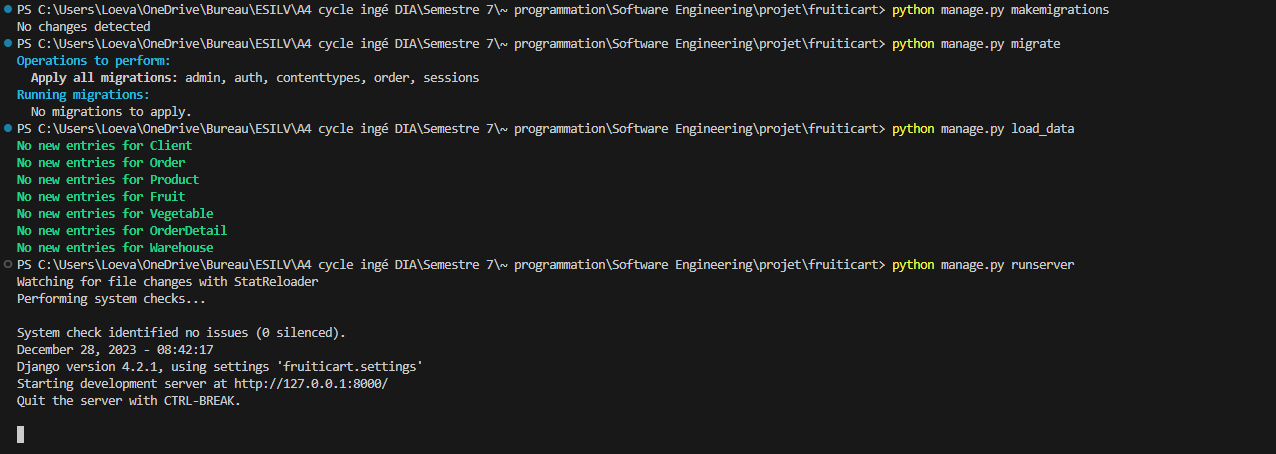 PS C:\Users\Loeva\OneDrive\Bureau\ESILV\A4 cycle ingé DIA\Semestre 7\~ programmation\Software Engineering\projet\fruiticart> python manage.py makemigrations
No changes detected
PS C:\Users\Loeva\OneDrive\Bureau\ESILV\A4 cycle ingé DIA\Semestre 7\~ programmation\Software Engineering\projet\fruiticart> python manage.py migrate
Operations to perform:
  Apply all migrations: admin, auth, contenttypes, order, sessions
Running migrations:
  No migrations to apply.
PS C:\Users\Loeva\OneDrive\Bureau\ESILV\A4 cycle ingé DIA\Semestre 7\~ programmation\Software Engineering\projet\fruiticart> python manage.py load_data
No new entries for Client
No new entries for Order
No new entries for Product
No new entries for Fruit
No new entries for Vegetable
No new entries for OrderDetail
No new entries for Warehouse
PS C:\Users\Loeva\OneDrive\Bureau\ESILV\A4 cycle ingé DIA\Semestre 7\~ programmation\Software Engineering\projet\fruiticart> python manage.py runserver
Watching for file changes with StatReloader
Performing system checks...

System check identified no issues (0 silenced).
December 28, 2023 - 08:42:17
Django version 4.2.1, using settings 'fruiticart.settings'
Starting development server at http://127.0.0.1:8000/
Quit the server with CTRL-BREAK.